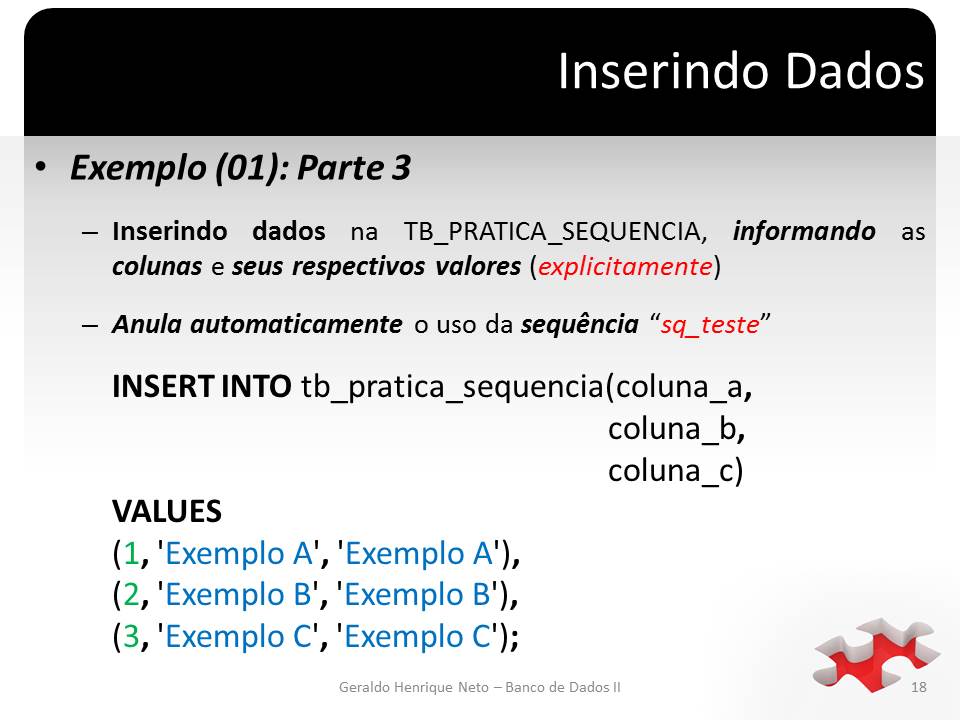 Inserindo Dados
• Exemplo (01): Parte 3
– Inserindo dados na TB_PRATICA_SEQUENCIA, informando as
colunas e seus respectivos valores (explicitamente)
– Anula automaticamente o uso da sequência “sq_teste”
INSERT INTO tb_pratica_sequencia(coluna_a,
coluna_b,
coluna_c)
VALUES
(1, 'Exemplo A', 'Exemplo A'),
(2, 'Exemplo B', 'Exemplo B'),
(3, 'Exemplo C', 'Exemplo C');
Geraldo Henrique Neto – Banco de Dados II
18